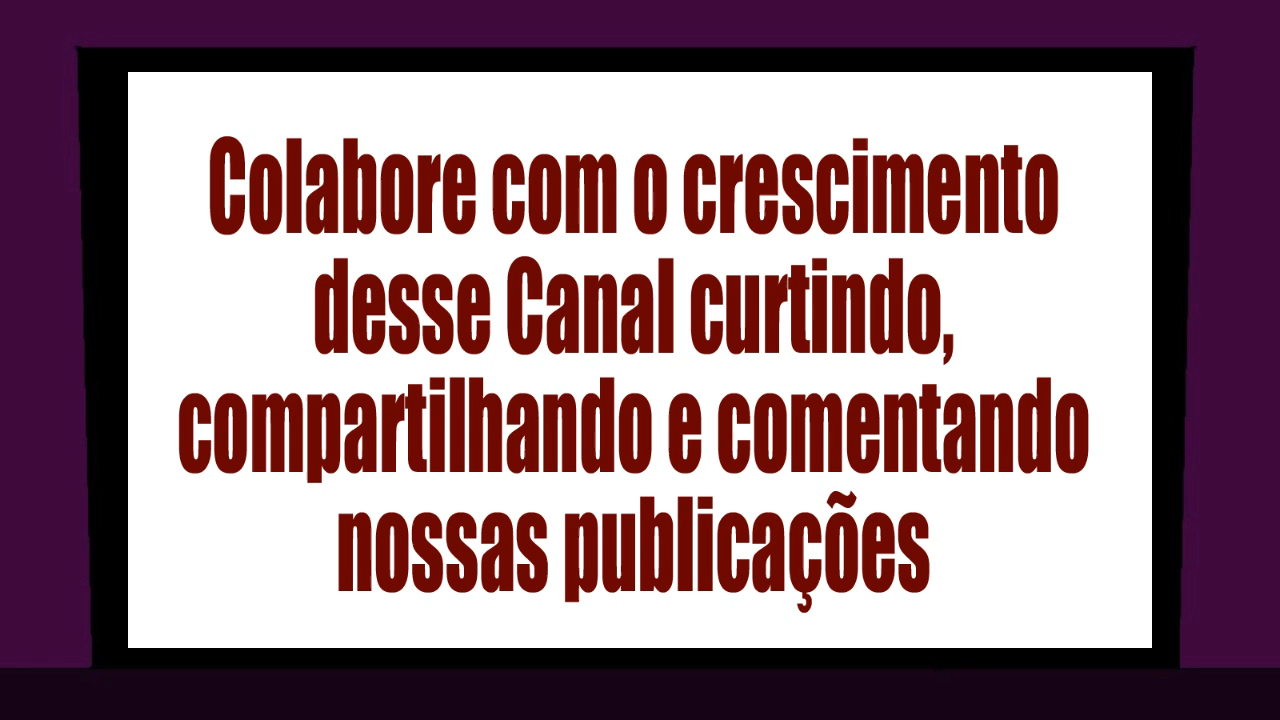 Colabore com o crescimento
desse Canal curtindo,
compartilhando e comentando
nossas publicações